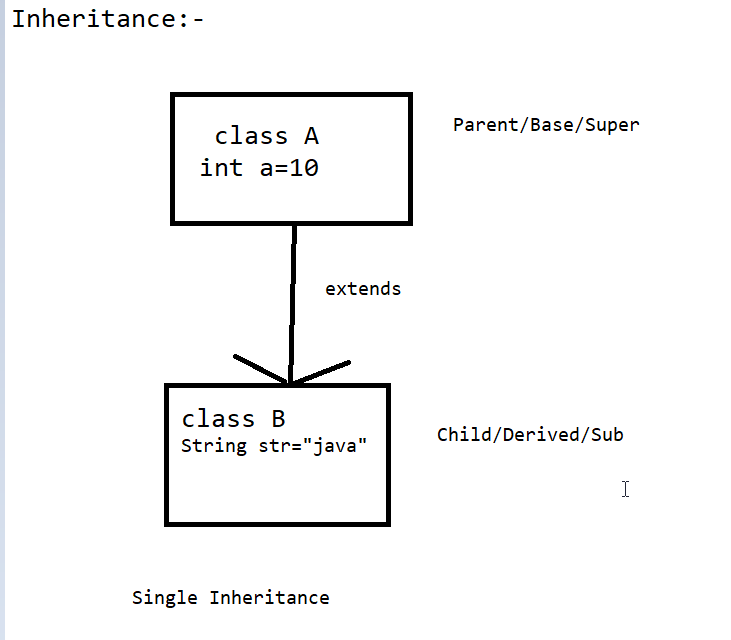 Inheritance:-
class A
int a=10
Parent/Base/Super
extends
class B
String str="java"
Child/Derived/Sub
Single Inheritance